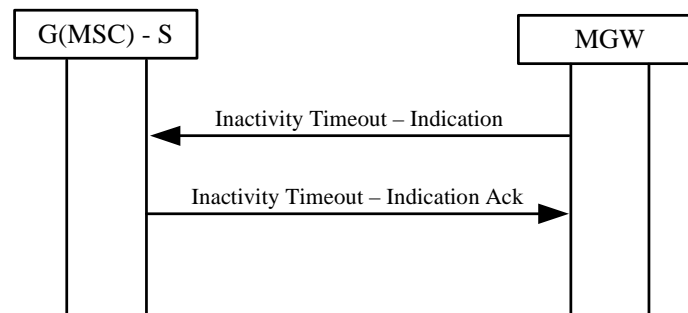 G(MSC) - S
MGW
Inactivity Timeout – Indication
Inactivity Timeout – Indication Ack